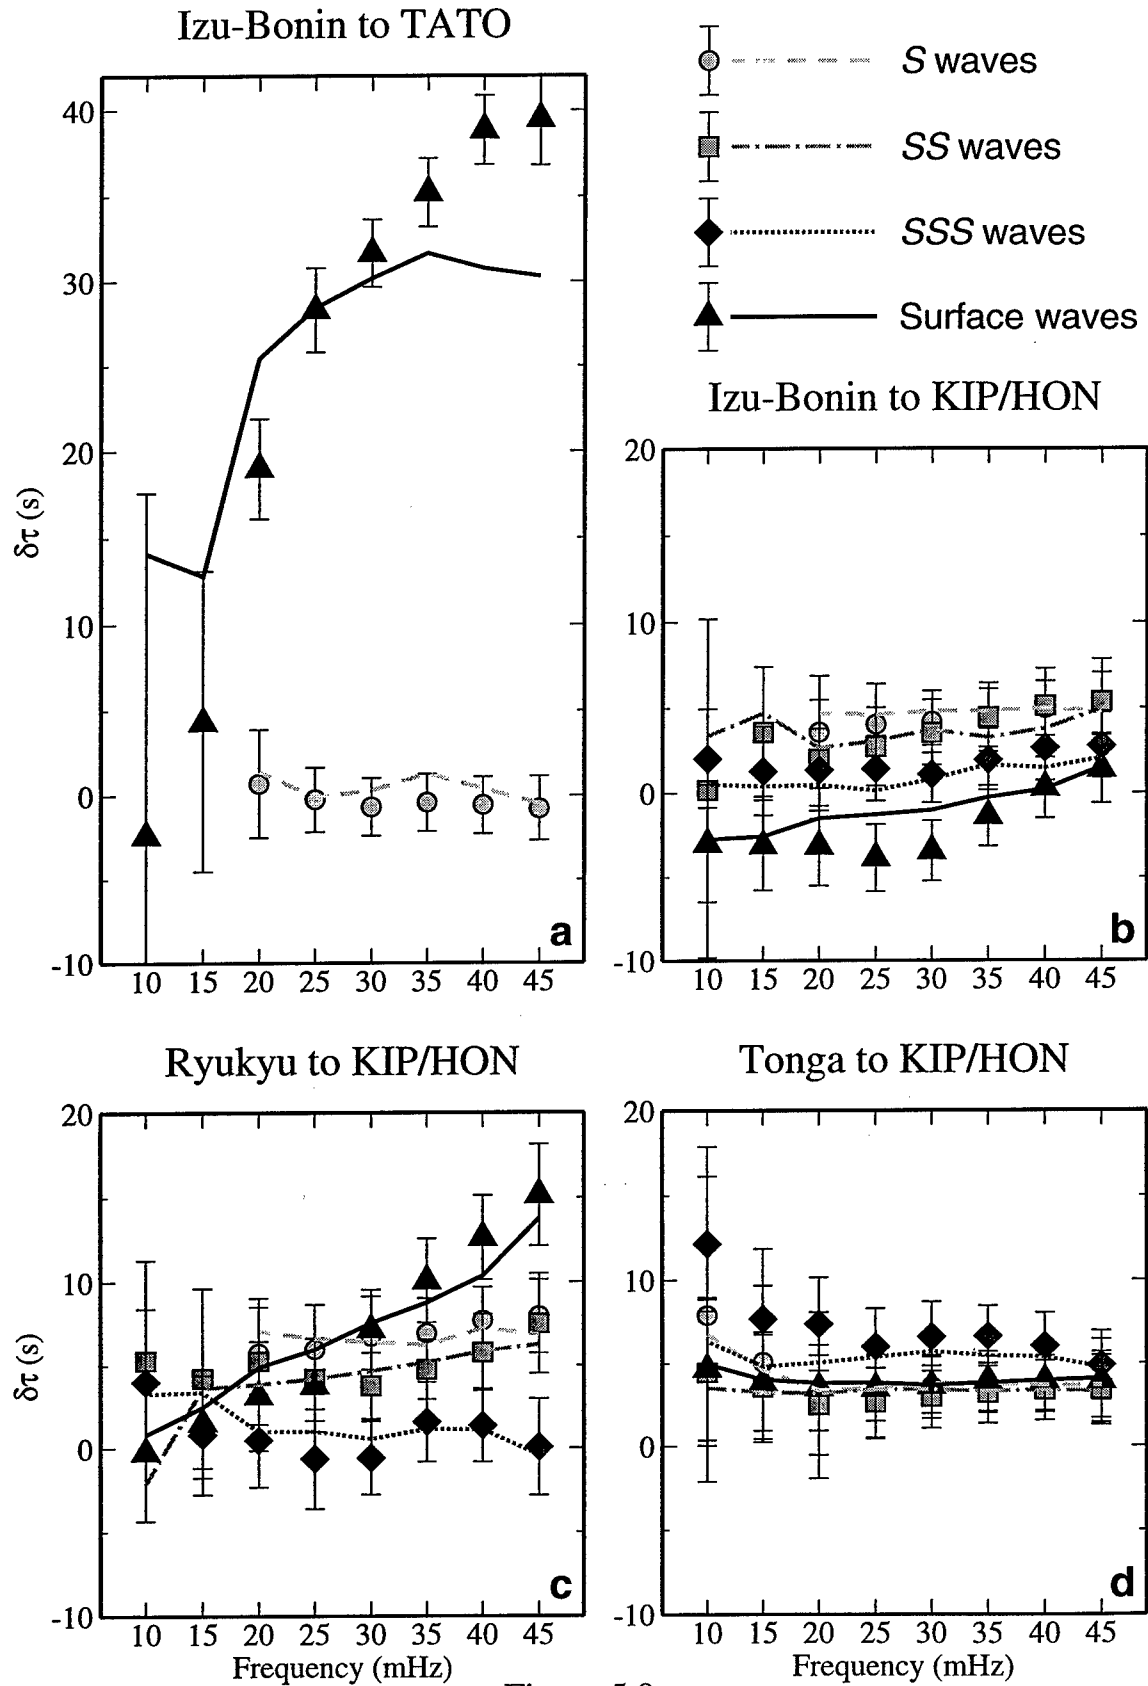 Izu-Bonin to TATO
S waves
SS waves
SSS waves
Surface waves
40
30
20
10
0
-10
δτ (s)
10 15 20 25 30 35 40 45
a
Izu-Bonin to KIP/HON
20
10
0
-10
10 15 20 25 30 35 40 45
b
Ryukyu to KIP/HON
20
10
0
-10
δτ (s)
10 15 20 25 30 35 40 45
Frequency (mHz)
c
Tonga to KIP/HON
20
10
0
-10
10 15 20 25 30 35 40 45
Frequency (mHz)
d